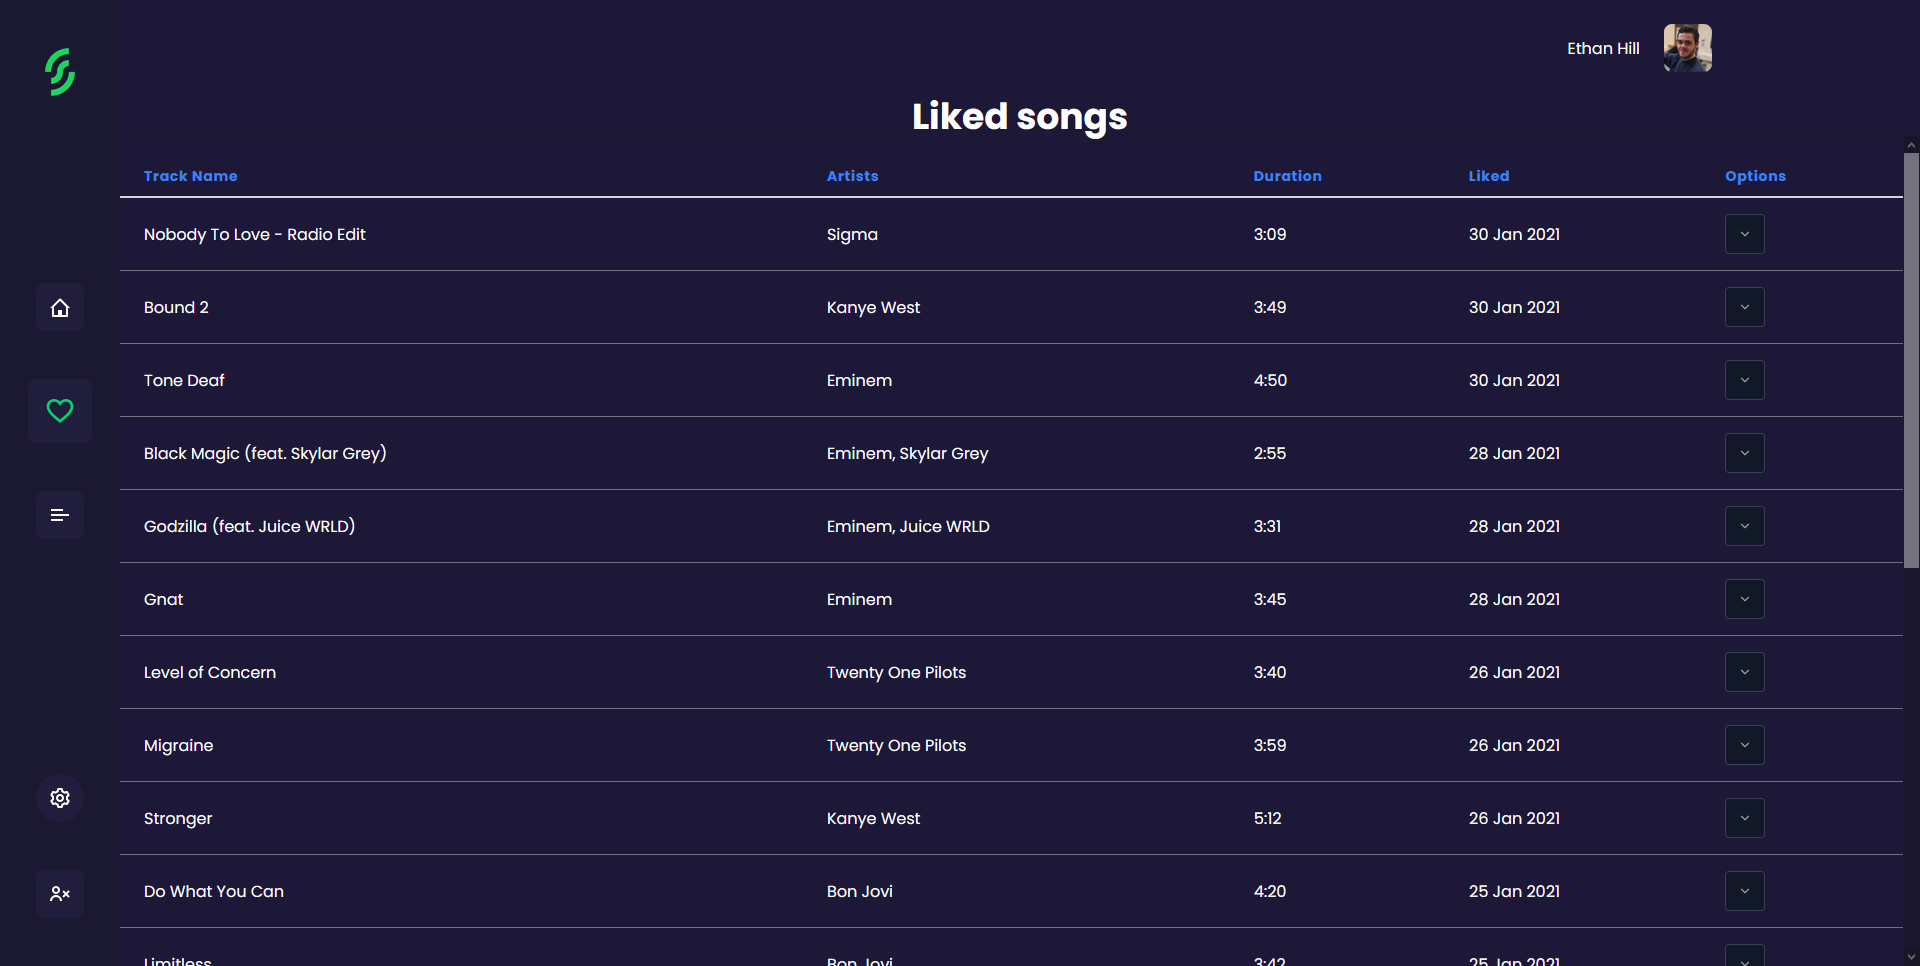 Ethan Hill
Liked songs
Track Name Artists Duration Liked Options
Nobody To Love - Radio Edit Sigma 3:09 30 Jan 2021
Bound 2 Kanye West 3:49 30 Jan 2021
Tone Deaf Eminem 4:50 30 Jan 2021
Black Magic (feat. Skylar Grey) Eminem, Skylar Grey 2:55 28 Jan 2021
Godzilla (feat. Juice WRLD) Eminem, Juice WRLD 3:31 28 Jan 2021
Gnat Eminem 3:45 28 Jan 2021
Level of Concern Twenty One Pilots 3:40 26 Jan 2021
Migraine Twenty One Pilots 3:59 26 Jan 2021
Stronger Kanye West 5:12 26 Jan 2021
Do What You Can Bon Jovi 4:20 25 Jan 2021
Limitless Bon Jovi 3:42 25 Jan 2021